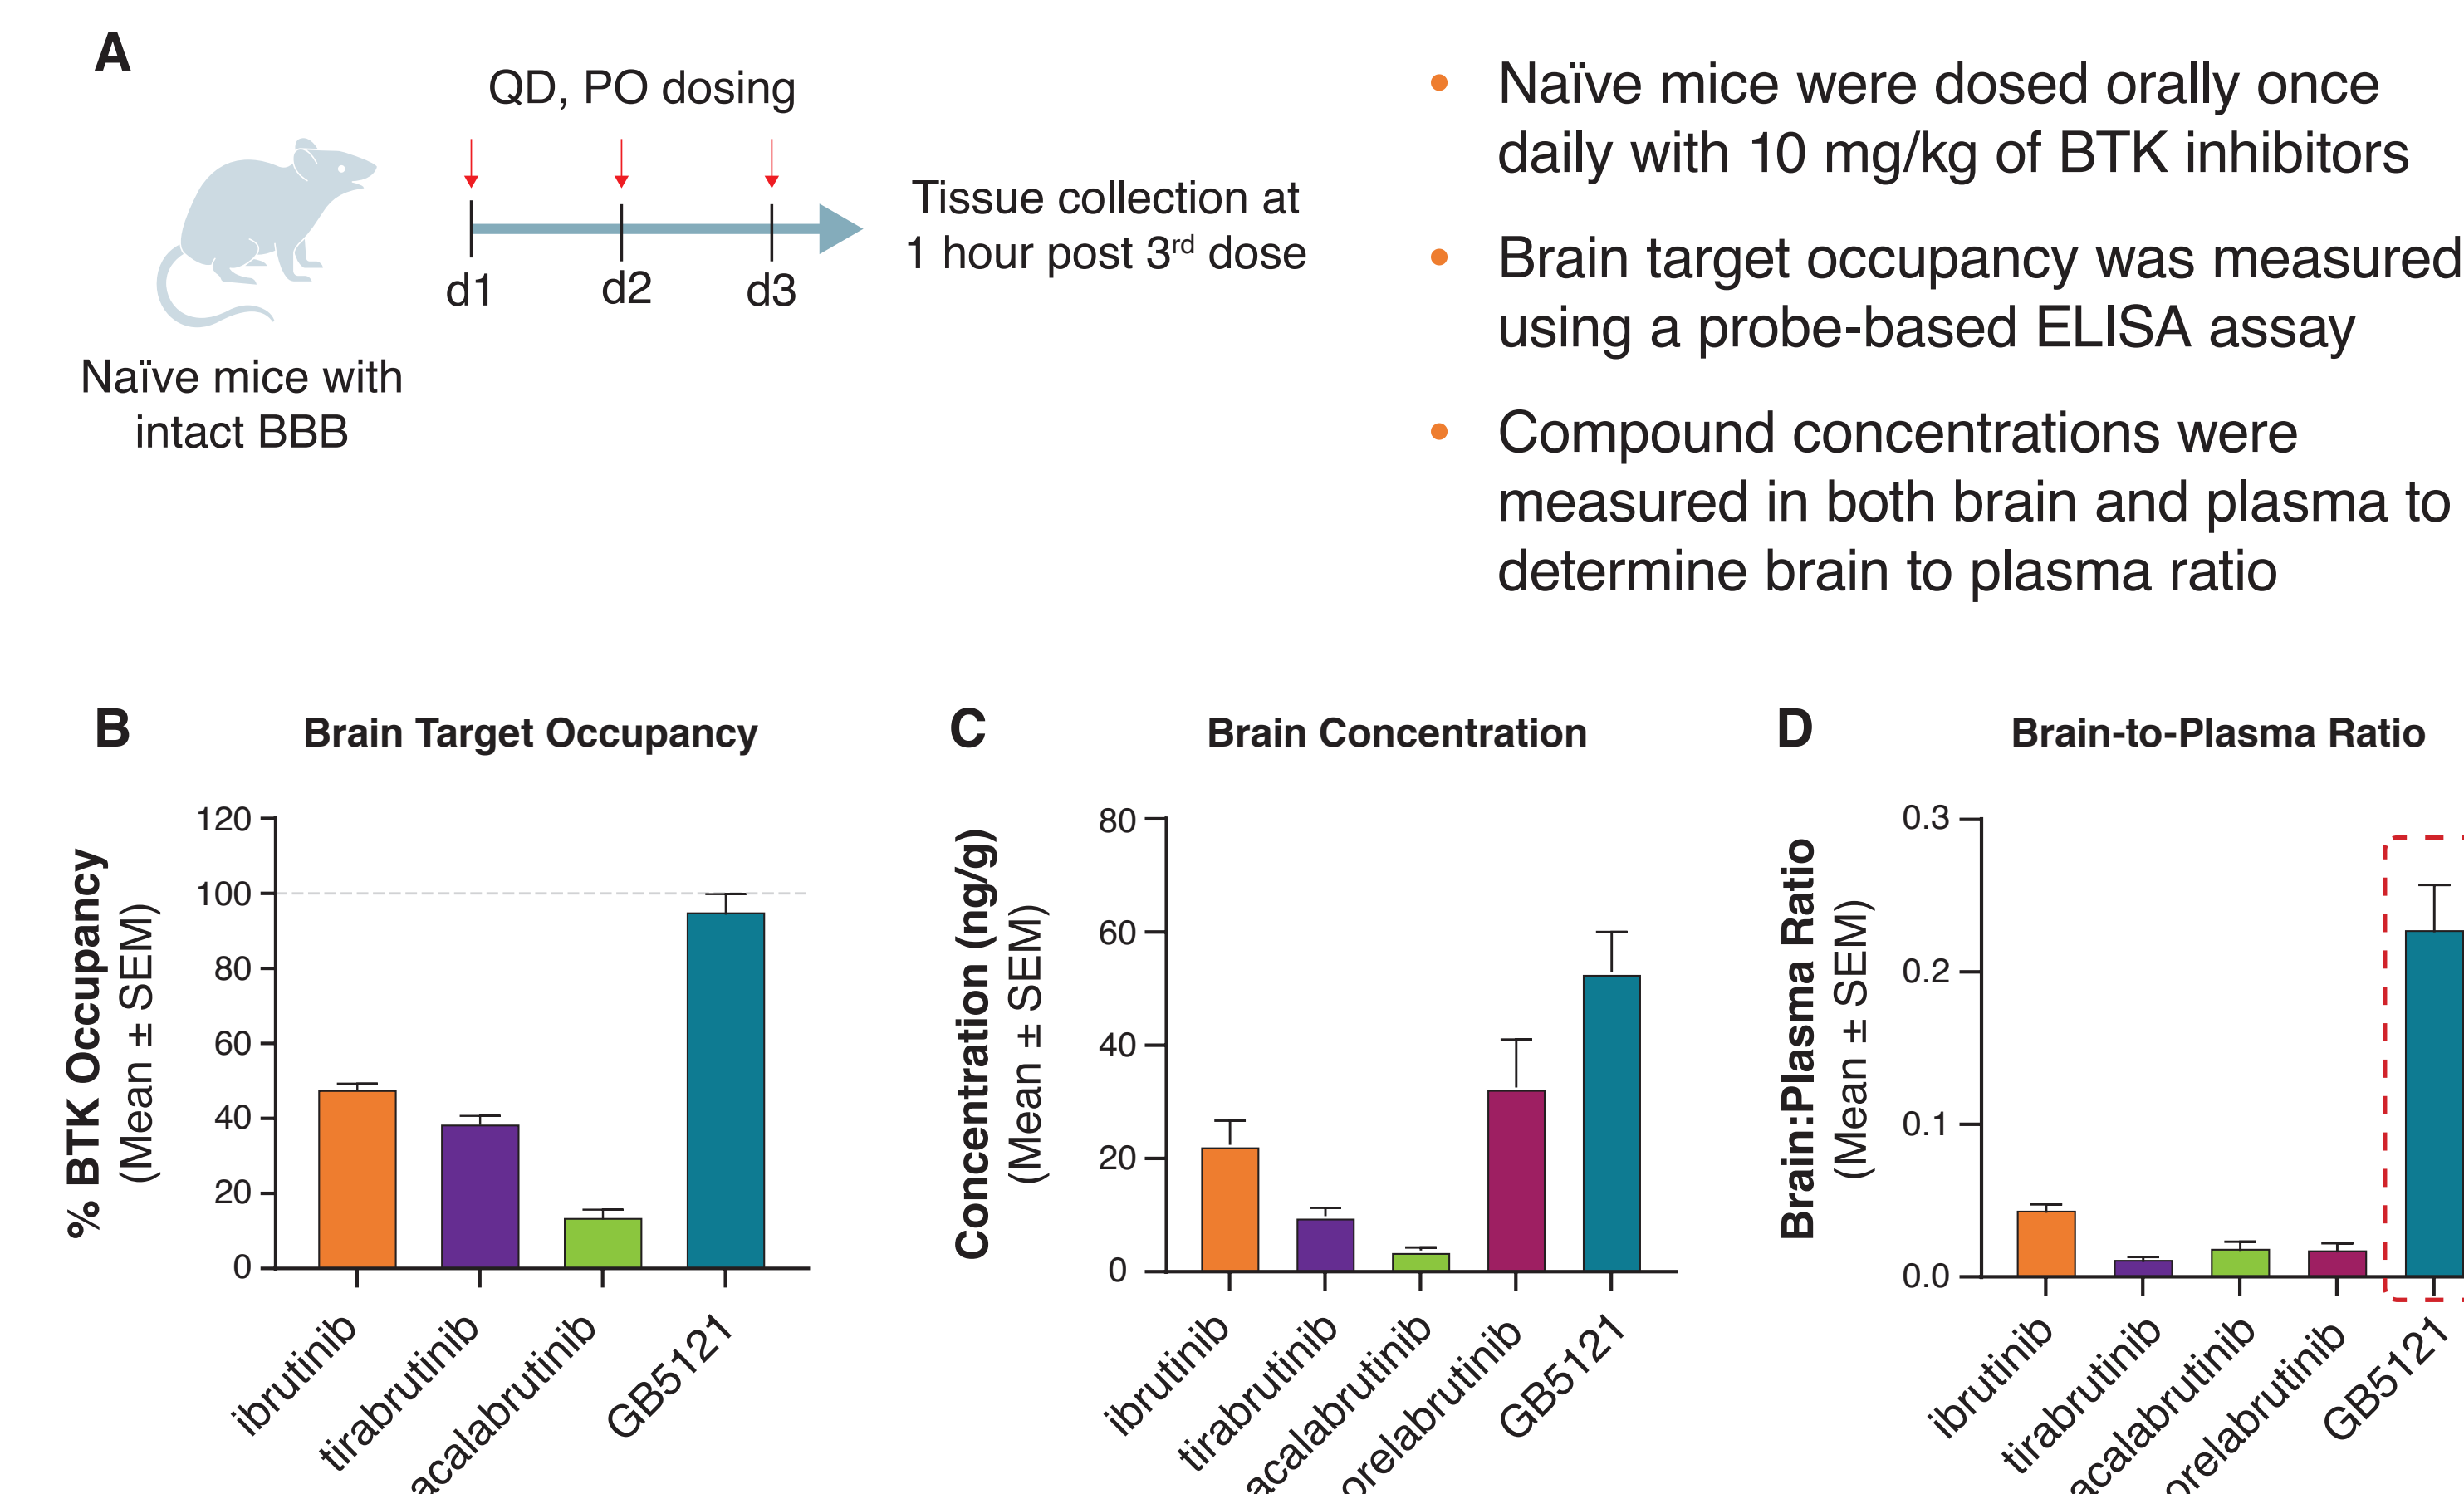 A
QD, PO dosing
d1
d2
d3
Tissue collection at
1 hour post 3rd dose
Naïve mice with
intact BBB
• Naïve mice were dosed orally once
daily with 10 mg/kg of BTK inhibitors
• Brain target occupancy was measured
using a probe-based ELISA assay
• Compound concentrations were
measured in both brain and plasma to
determine brain to plasma ratio
B
Brain Target Occupancy
% BTK Occupancy
(Mean ± SEM)
120
100
80
60
40
20
0
ibrutinib
tirabrutinib
acalabrutinib
GB5121
C
Brain Concentration
Concentration (ng/g)
(Mean ± SEM)
80
60
40
20
0
ibrutinib
tirabrutinib
acalabrutinib
orelabrutinib
GB5121
D
Brain-to-Plasma Ratio
Brain:Plasma Ratio
(Mean ± SEM)
0.3
0.2
0.1
0.0
ibrutinib
tirabrutinib
acalabrutinib
orelabrutinib
GB5121